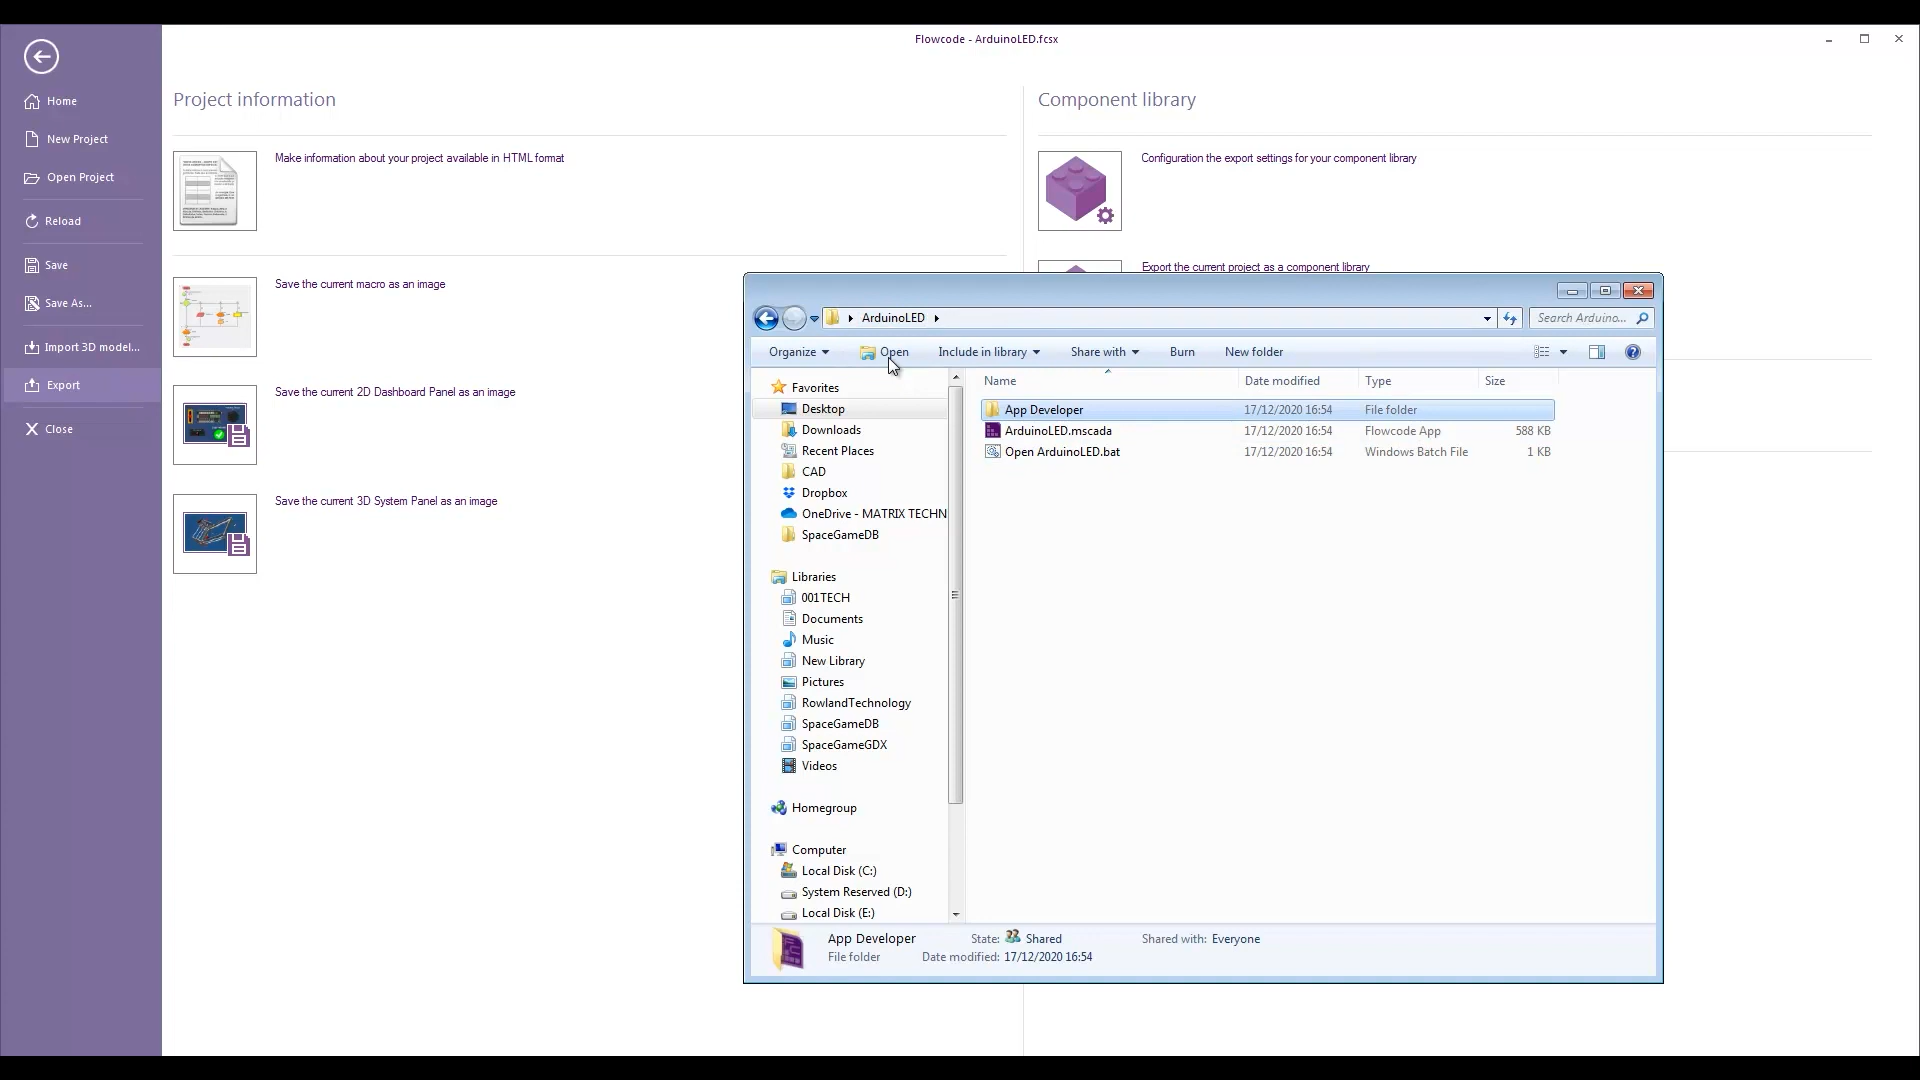 Flowcode - ArduinoLED.fcsx
Home
New Project
Open Project
Reload
Save
Save As...
Import 3D model...
Export
Close
Project information
Make information about your project available in HTML format
Save the current macro as an image
Save the current 2D Dashboard Panel as an image
Save the current 3D System Panel as an image
Component library
Configuration the export settings for your component library
Export the current project as a component library
ArduinoLED
Search Arduino...
Organize Open Include in library Share with Burn New folder
Favorites
Desktop
Downloads
Recent Places
CAD
Dropbox
OneDrive - MATRIX TECHN
SpaceGameDB
Libraries
001TECH
Documents
Music
New Library
Pictures
RowlandTechnology
SpaceGameDB
SpaceGameGDX
Videos
Homegroup
Computer
Local Disk (C:)
System Reserved (D:)
Local Disk (E:)
Name Date modified Type Size
App Developer 17/12/2020 16:54 File folder
ArduinoLED.mscada 17/12/2020 16:54 Flowcode App 588 KB
Open ArduinoLED.bat 17/12/2020 16:54 Windows Batch File 1 KB
App Developer State: Shared Shared with: Everyone
File folder Date modified: 17/12/2020 16:54